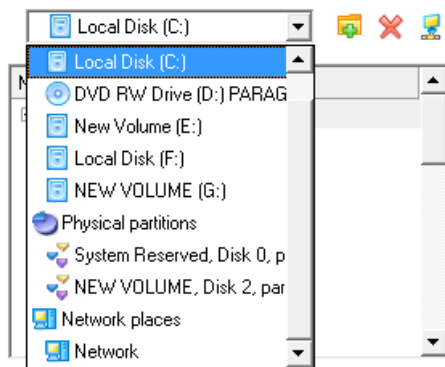 Local Disk (C:)
Local Disk (C:)
DVD RW Drive (D:) PARAG
New Volume (E:)
Local Disk (F:)
NEW VOLUME (G:)
Physical partitions
System Reserved, Disk 0, p
NEW VOLUME, Disk 2, par
Network places
Network